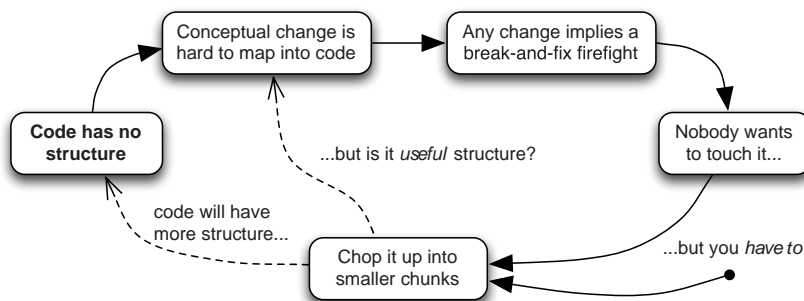 Conceptual change is
hard to map into code
Any change implies a
break-and-fix firefight
Code has no
structure
Nobody wants
to touch it...
...but is it useful structure?
code will have
more structure...
Chop it up into
smaller chunks
...but you have to